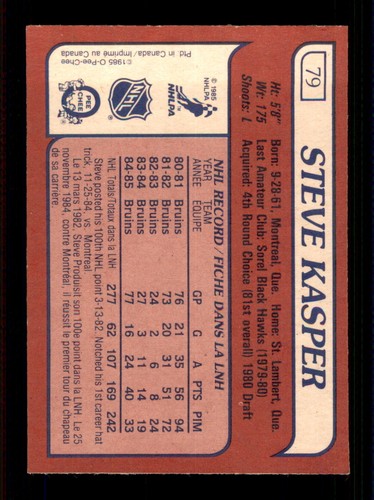 79
STEVE KASPER
Ht: 5'8" Born: 9-28-61, Montreal, Que. Home: St. Lambert, Que.
Wt: 175 Last Amateur Club: Sorel Black Hawks (1979-80)
Shoots: L Acquired: 4th Round Choice (81st overall) 1980 Draft
© 1985
NHLPA
NHLPA
NHL
PEE
CHEE
© 1985 O-Pee-Chee
Ptd. in Canada/Imprimé au Canada
NHL RECORD/FICHE DANS LA LNH
YEAR TEAM
ANNÉE EQUIPE GP G A PTS PIM
80-81 Bruins 76 21 35 56 94
81-82 Bruins 73 20 31 51 72
82-83 Bruins 24 2 6 8 24
83-84 Bruins 27 3 11 14 19
84-85 Bruins 77 16 24 40 33
NHL Totals/Totaux dans la LNH 277 62 107 169 242
Steve posted his 100th NHL point 3-13-82. Notched his 1st career hat
trick, 11-25-84, vs. Montreal.
Le 13 mars 1982, Steve Produisit son 100e point dans la LNH. Le 25
novembre 1984, contre Montréal, il réussit le premier tour du chapeau
de sa carrière.